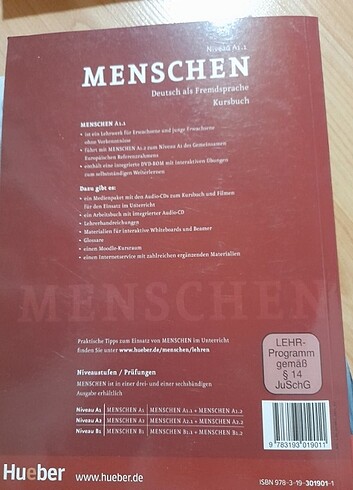 Niveau A1.1
MENSCHEN
Deutsch als Fremdsprache
Kursbuch
MENSCHEN A1.1
• ist ein Lehrwerk für Erwachsene und junge Erwachsene
ohne Vorkenntnisse
• führt mit MENSCHEN A1.2 zum Niveau A1 des Gemeinsamen
Europäischen Referenzrahmens
• enthält eine integrierte DVD-ROM mit interaktiven Übungen
zum selbstständigen Weiterlernen
Dazu gibt es:
• ein Medienpaket mit den Audio-CDs zum Kursbuch und Filmen
für den Einsatz im Unterricht
• ein Arbeitsbuch mit integrierter Audio-CD
• Lehrerhandreichungen
• Materialien für interaktive Whiteboards und Beamer
• Glossare
• einen Moodle-Kursraum
• einen Internetservice mit zahlreichen ergänzenden Materialien
MENSCHEN
Praktische Tipps zum Einsatz von MENSCHEN im Unterricht
finden Sie unter www.hueber.de/menschen/lehren
Niveaustufen / Prüfungen
MENSCHEN ist in einer drei- und einer sechsbändigen
Ausgabe erhältlich
Niveau A1 MENSCHEN A1 MENSCHEN A1.1 + MENSCHEN A1.2
Niveau A2 MENSCHEN A2 MENSCHEN A2.1 + MENSCHEN A2.2
Niveau B1 MENSCHEN B1 MENSCHEN B1.1 + MENSCHEN B1.2
LEHR-
Programm
gemäß
§ 14
JuSchG
9 783193 019011
Hueber
www.hueber.de
ISBN 978-3-19-301901-1